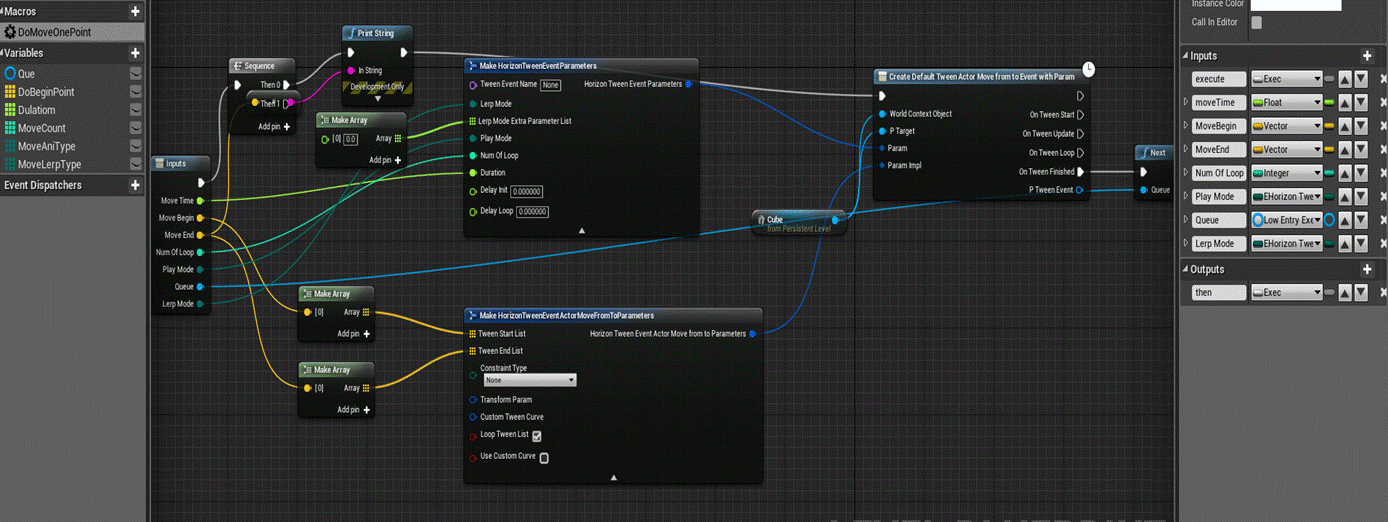 Macros
DoMoveOnePoint
Variables
Que
DoBeginPoint
Dulatiom
MoveCount
MoveAniType
MoveLerpType
Event Dispatchers
Inputs
Move Time
Move Begin
Move End
Num Of Loop
Play Mode
Queue
Lerp Mode
Sequence
Then 0
Add pin
Print String
In String
Development Only
Make Array
[0] 0.0
Array
Add pin
Make Array
[0]
Array
Add pin
Make Array
[0]
Array
Add pin
Make HorizonTweenEventParameters
Tween Event Name None
Horizon Tween Event Parameters
Lerp Mode
Lerp Mode Extra Parameter List
Play Mode
Num Of Loop
Duration
Delay Init 0.000000
Delay Loop 0.000000
Make HorizonTweenEventActorMoveFromToParameters
Tween Start List
Horizon Tween Event Actor Move from to Parameters
Tween End List
Constraint Type
None
Transform Param
Custom Tween Curve
Loop Tween List
Use Custom Curve
Cube
from Persistent Level
Create Default Tween Actor Move from to Event with Param
World Context Object
On Tween Start
P Target
On Tween Update
Param
On Tween Loop
Param Impl
On Tween Finished
P Tween Event
Next
Queue
Instance Color
Call In Editor
Inputs
execute Exec
moveTime Float
MoveBegin Vector
MoveEnd Vector
Num Of Loop Integer
Play Mode EHorizon Twe
Queue Low Entry Exe
Lerp Mode EHorizon Twe
Outputs
then Exec